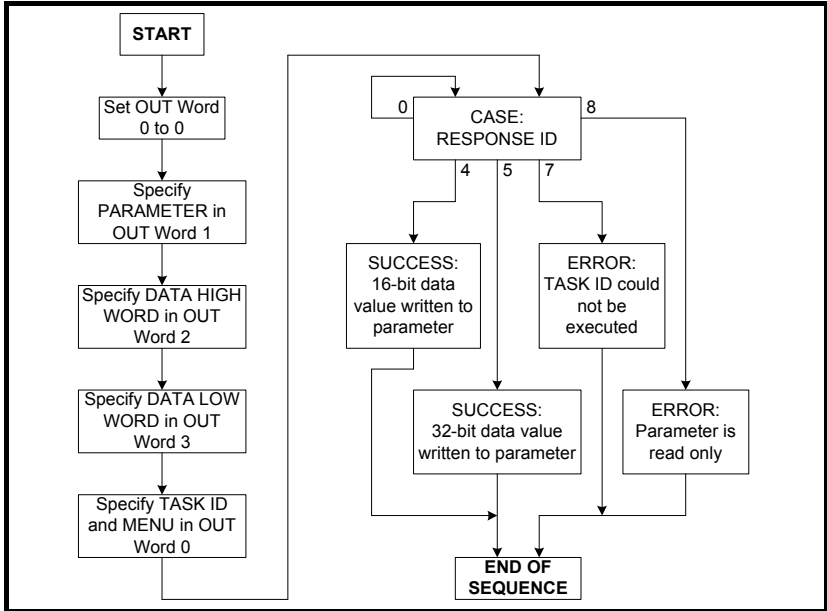 START
Set OUT Word
0 to 0
Specify
PARAMETER in
OUT Word 1
Specify DATA HIGH
WORD in OUT
Word 2
Specify DATA LOW
WORD in OUT
Word 3
Specify TASK ID
and MENU in OUT
Word 0
0
CASE:
RESPONSE ID
8
4
5
7
SUCCESS:
16-bit data
value written to
parameter
ERROR:
TASK ID could
not be
executed
SUCCESS:
32-bit data value
written to parameter
ERROR:
Parameter is
read only
END OF
SEQUENCE